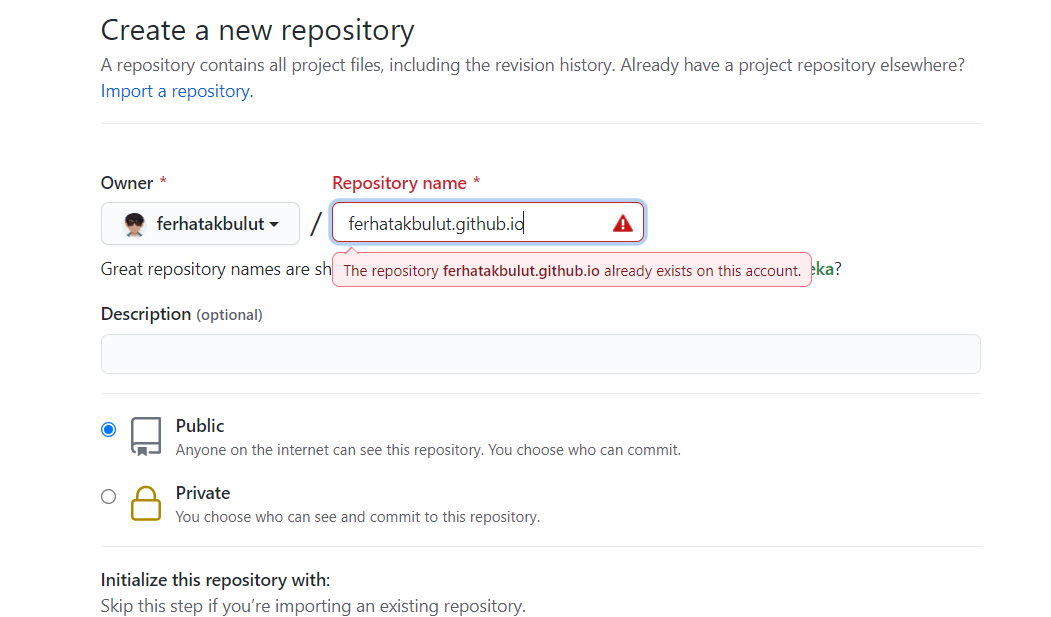 Create a new repository
A repository contains all project files, including the revision history. Already have a project repository elsewhere?
Import a repository.
Owner *
Repository name *
ferhatakbulut
/
ferhatakbulut.github.io
Great repository names are sh
The repository ferhatakbulut.github.io already exists on this account.
eka?
Description (optional)
Public
Anyone on the internet can see this repository. You choose who can commit.
Private
You choose who can see and commit to this repository.
Initialize this repository with:
Skip this step if you’re importing an existing repository.